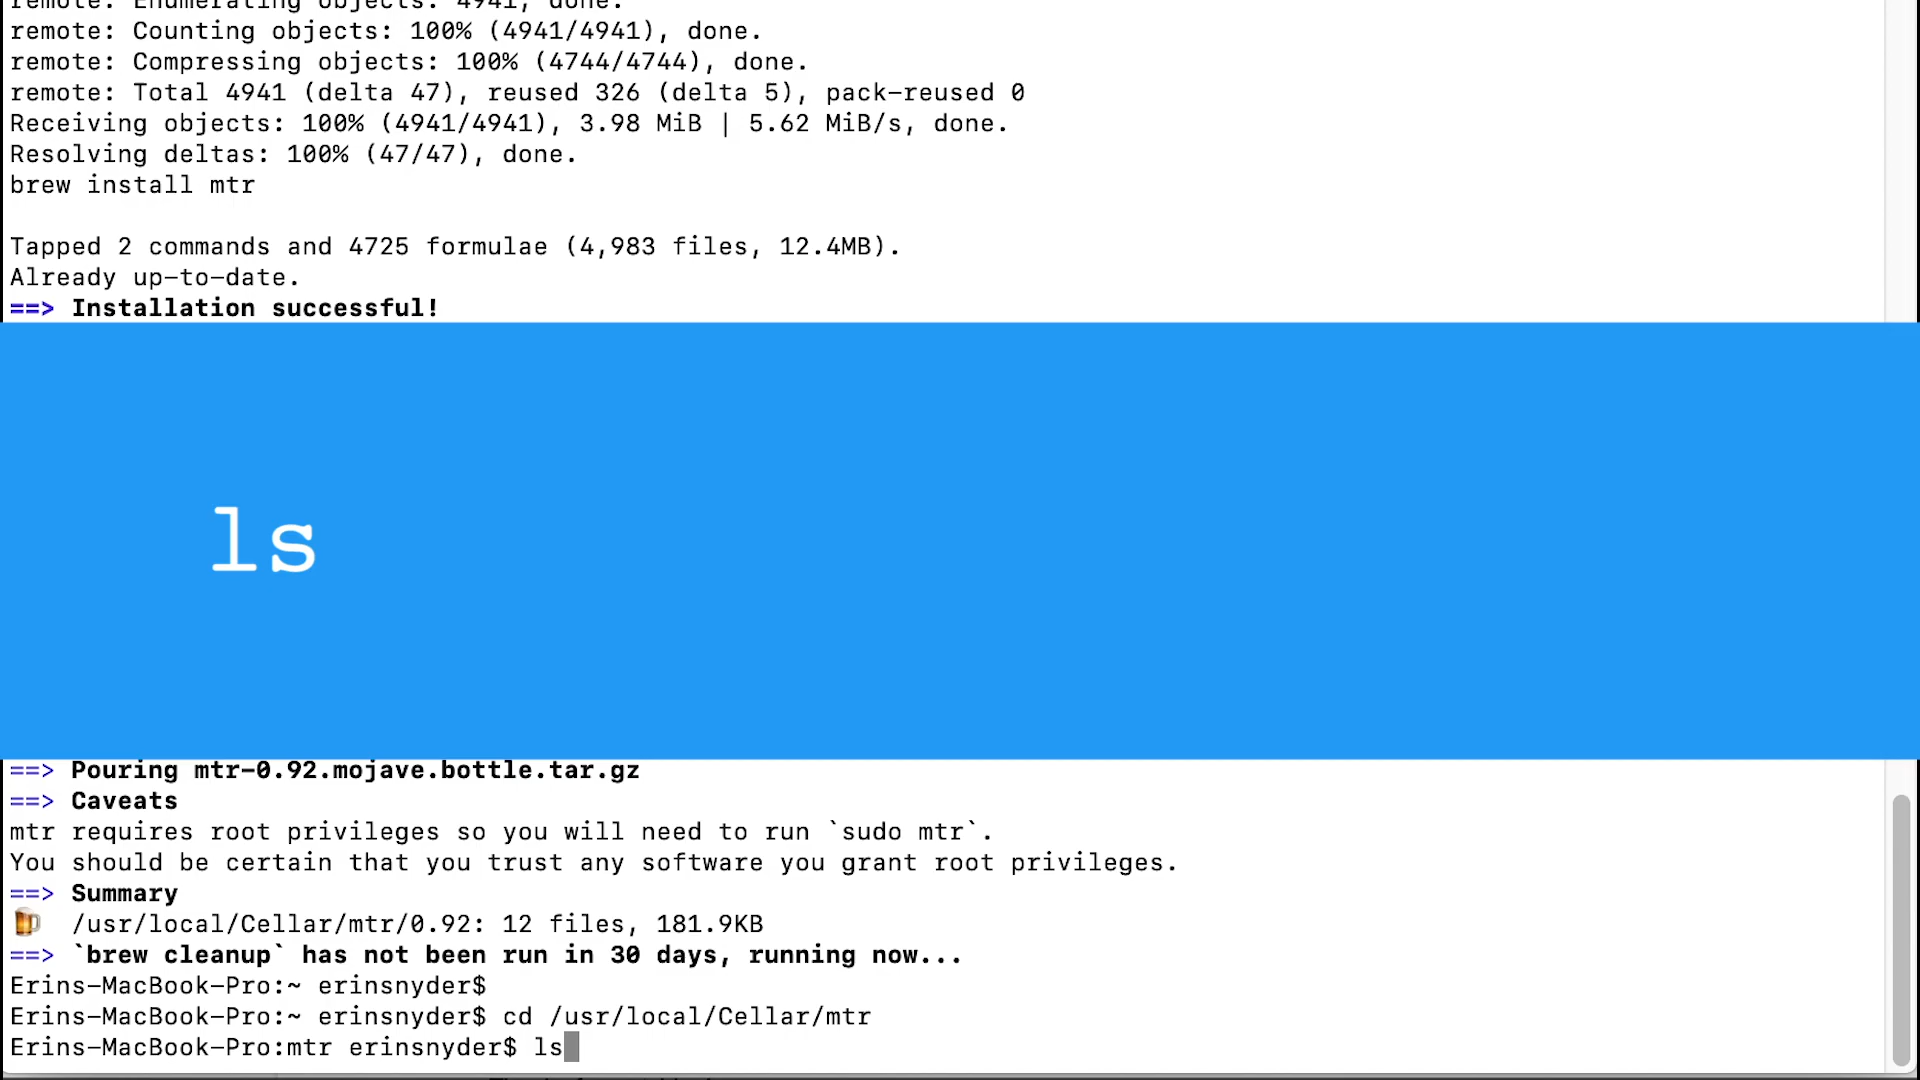 remote: Enumerating objects: 4941, done.
remote: Counting objects: 100% (4941/4941), done.
remote: Compressing objects: 100% (4744/4744), done.
remote: Total 4941 (delta 47), reused 326 (delta 5), pack-reused 0
Receiving objects: 100% (4941/4941), 3.98 MiB | 5.62 MiB/s, done.
Resolving deltas: 100% (47/47), done.
brew install mtr
Tapped 2 commands and 4725 formulae (4,983 files, 12.4MB).
Already up-to-date.
==> Installation successful!
ls
==> Pouring mtr-0.92.mojave.bottle.tar.gz
==> Caveats
mtr requires root privileges so you will need to run `sudo mtr`.
You should be certain that you trust any software you grant root privileges.
==> Summary
🍺 /usr/local/Cellar/mtr/0.92: 12 files, 181.9KB
==> `brew cleanup` has not been run in 30 days, running now...
Erins-MacBook-Pro:~ erinsnyder$
Erins-MacBook-Pro:~ erinsnyder$ cd /usr/local/Cellar/mtr
Erins-MacBook-Pro:mtr erinsnyder$ ls